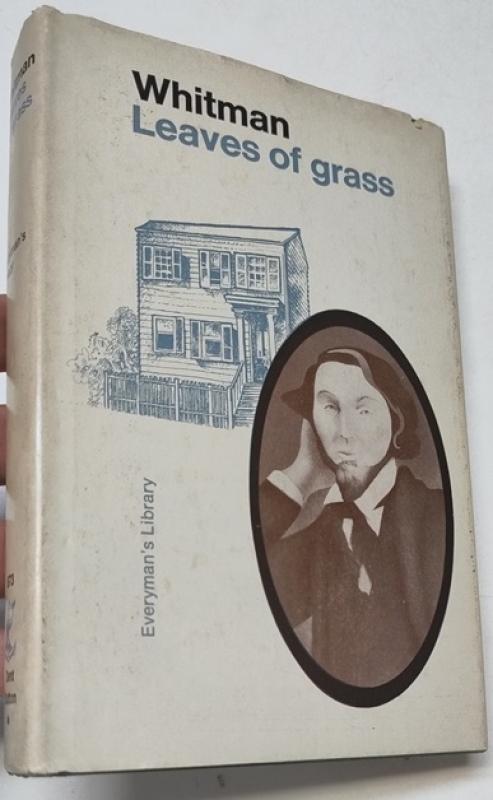 Whitman
Leaves of grass
Everyman's Library